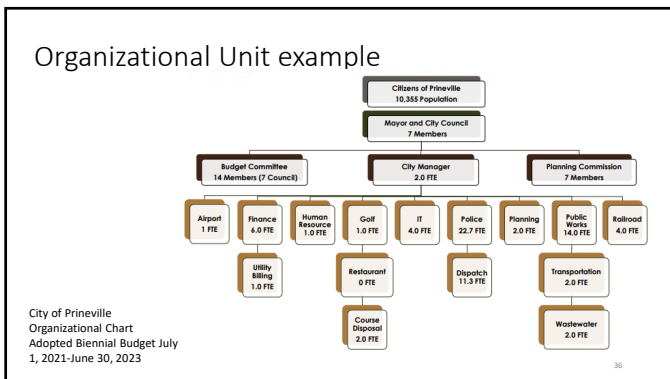 Organizational Unit example
Citizens of Prineville
10,355 Population
Mayor and City Council
7 Members
Budget Committee
14 Members (7 Council)
City Manager
2.0 FTE
Planning Commission
7 Members
Airport
1 FTE
Finance
6.0 FTE
Human
Resource
1.0 FTE
Golf
1.0 FTE
IT
4.0 FTE
Police
22.7 FTE
Planning
2.0 FTE
Public
Works
14.0 FTE
Railroad
4.0 FTE
Utility
Billing
1.0 FTE
Restaurant
0 FTE
Dispatch
11.3 FTE
Transportation
2.0 FTE
Course
Disposal
2.0 FTE
Wastewater
2.0 FTE
City of Prineville
Organizational Chart
Adopted Biennial Budget July
1, 2021-June 30, 2023
36